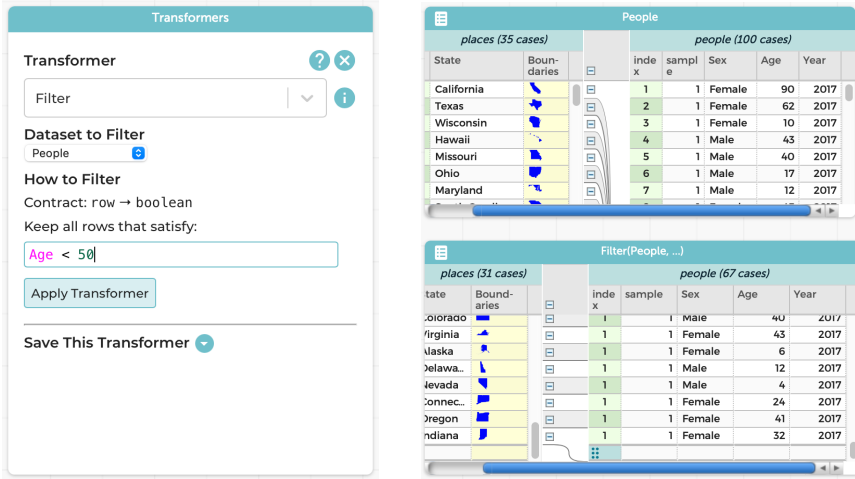 Transformers
Transformer
Filter
Dataset to Filter
People
How to Filter
Contract: row → boolean
Keep all rows that satisfy:
Age < 50
Apply Transformer
Save This Transformer
People
places (35 cases) people (100 cases)
State Boun-daries index sample Sex Age Year
California 1 1 Female 90 2017
Texas 2 1 Female 62 2017
Wisconsin 3 1 Female 10 2017
Hawaii 4 1 Male 43 2017
Missouri 5 1 Male 40 2017
Ohio 6 1 Male 17 2017
Maryland 7 1 Male 12 2017
Filter(People, ...)
places (31 cases) people (67 cases)
tate Bound-aries index sample Sex Age Year
Colorado 1 1 Male 40 2017
Virginia 1 1 Female 43 2017
Alaska 1 1 Female 6 2017
Delawa... 1 1 Male 12 2017
Nevada 1 1 Male 4 2017
Connec... 1 1 Female 24 2017
Oregon 1 1 Female 41 2017
ndiana 1 1 Female 32 2017